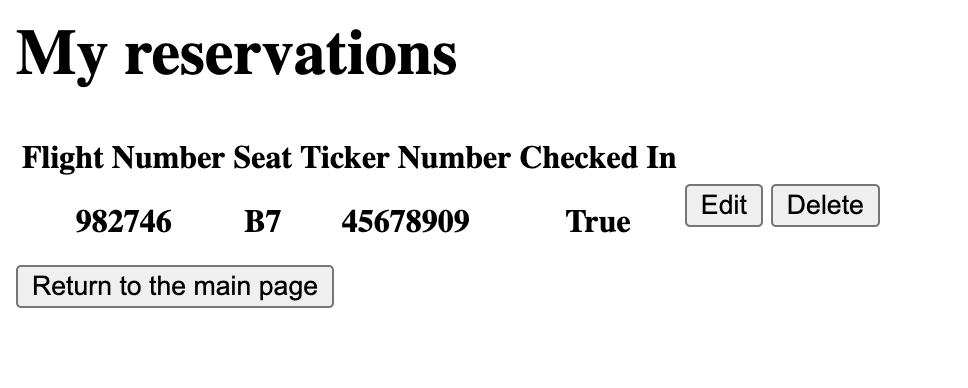 My reservations
Flight Number Seat Ticker Number Checked In
982746 B7 45678909 True Edit Delete
Return to the main page